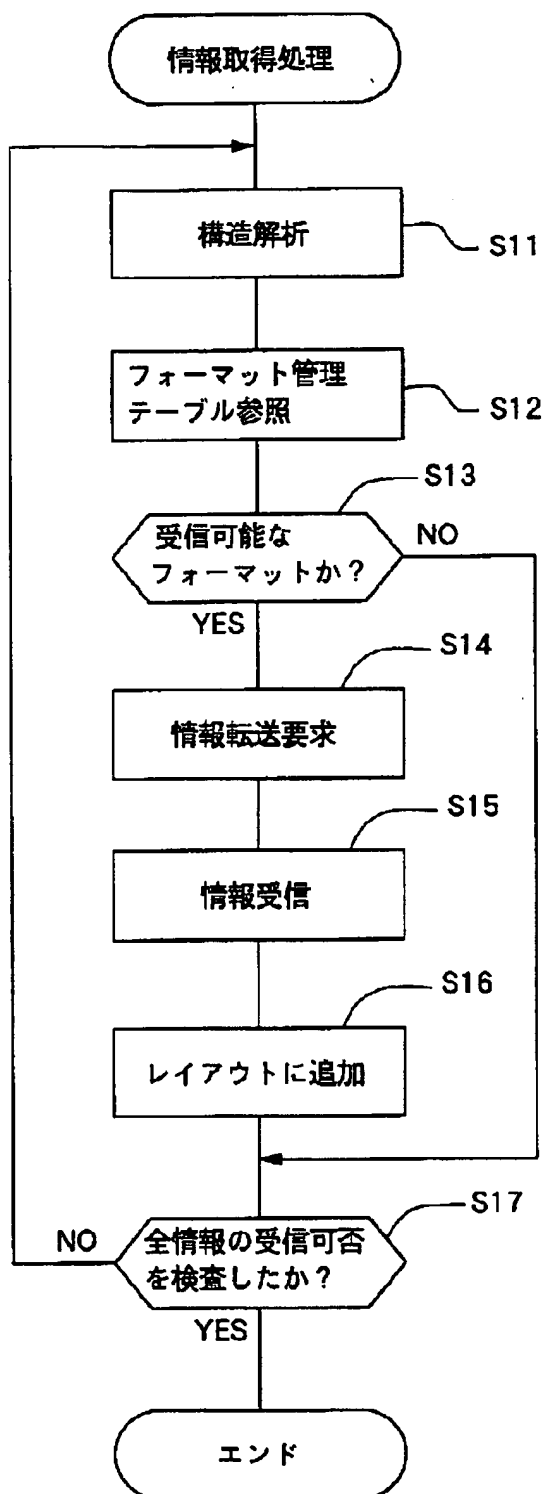 情報取得処理
構造解析
S11
フォーマット管理
テーブル参照
S12
S13
受信可能な
フォーマットか?
NO
YES
S14
情報転送要求
S15
情報受信
S16
レイアウトに追加
S17
NO
全情報の受信可否
を検査したか?
YES
エンド